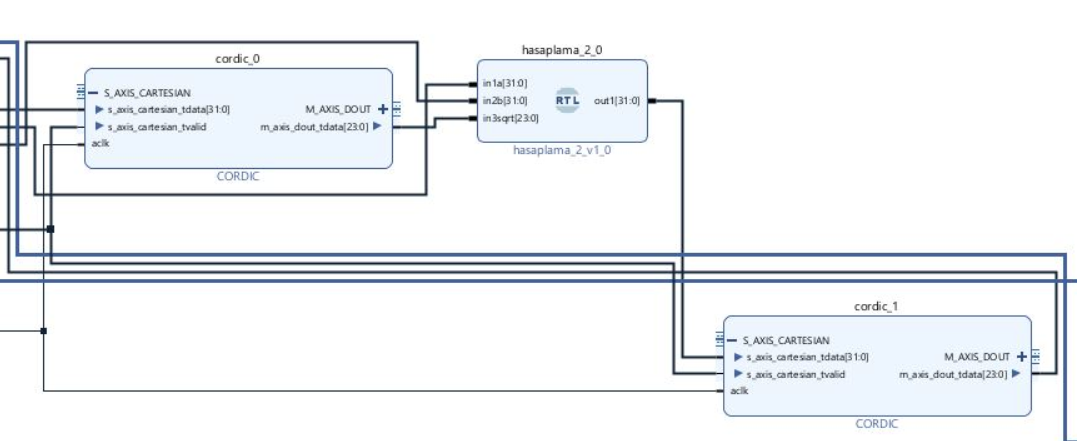 cordic_0
S_AXIS_CARTESIAN
s_axis_cartesian_tdata[31:0]
s_axis_cartesian_tvalid
aclk
M_AXIS_DOUT
m_axis_dout_tdata[23:0]
CORDIC
hasaplama_2_0
in1a[31:0]
in2b[31:0]
in3sqrt[23:0]
RTL
out1[31:0]
hasaplama_2_v1_0
cordic_1
S_AXIS_CARTESIAN
s_axis_cartesian_tdata[31:0]
s_axis_cartesian_tvalid
aclk
M_AXIS_DOUT
m_axis_dout_tdata[23:0]
CORDIC